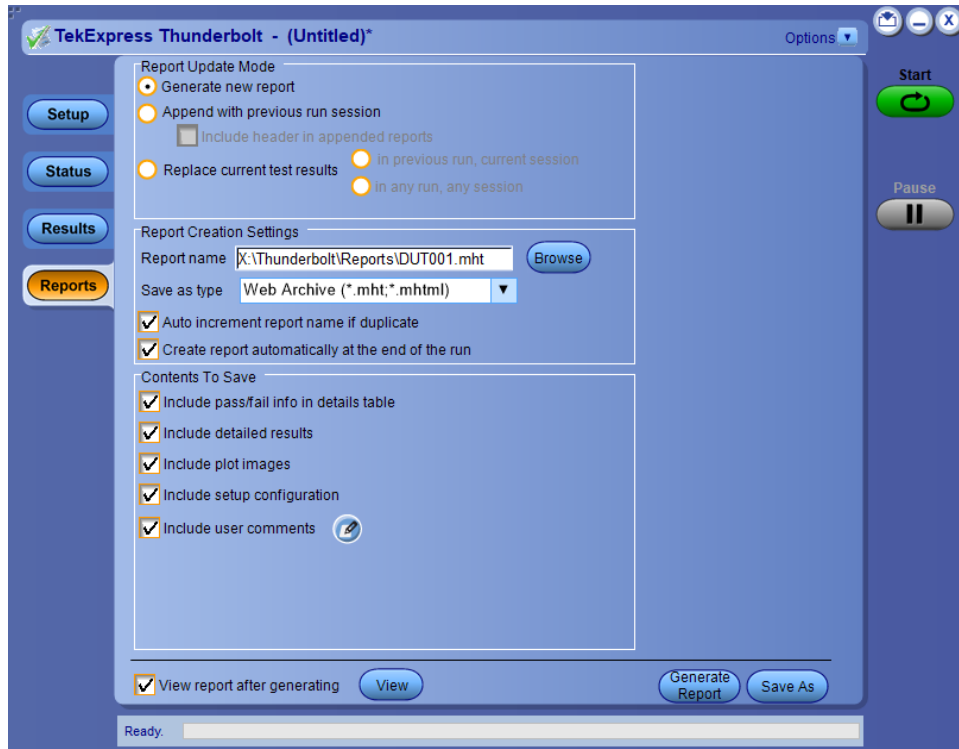 TekExpress Thunderbolt - (Untitled)*
Options
Start
Pause
Setup
Status
Results
Reports
Report Update Mode
Generate new report
Append with previous run session
Include header in appended reports
Replace current test results
in previous run, current session
in any run, any session
Report Creation Settings
Report name X:\Thunderbolt\Reports\DUT001.mht Browse
Save as type Web Archive (*.mht;*.mhtml)
Auto increment report name if duplicate
Create report automatically at the end of the run
Contents To Save
Include pass/fail info in details table
Include detailed results
Include plot images
Include setup configuration
Include user comments
View report after generating View
Generate
Report
Save As
Ready.